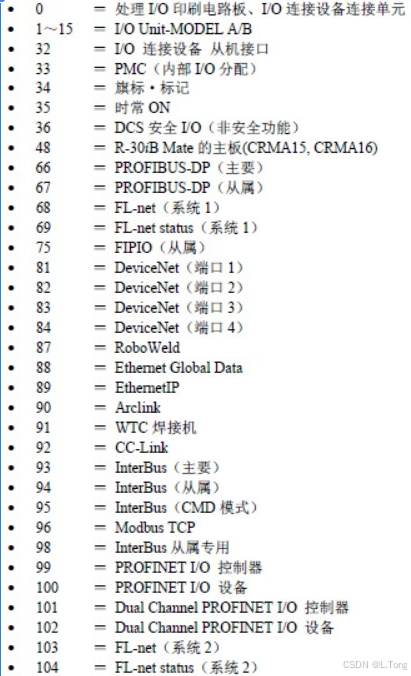 • 0 = 处理 I/O 印刷电路板、I/O 连接设备连接单元
• 1～15 = I/O Unit-MODEL A/B
• 32 = I/O 连接设备 从机接口
• 33 = PMC（内部 I/O 分配）
• 34 = 旗标·标记
• 35 = 时常 ON
• 36 = DCS 安全 I/O（非安全功能）
• 48 = R-30iB Mate 的主板(CRMA15, CRMA16)
• 66 = PROFIBUS-DP（主要）
• 67 = PROFIBUS-DP（从属）
• 68 = FL-net（系统 1）
• 69 = FL-net status（系统 1）
• 75 = FIPIO（从属）
• 81 = DeviceNet（端口 1）
• 82 = DeviceNet（端口 2）
• 83 = DeviceNet（端口 3）
• 84 = DeviceNet（端口 4）
• 87 = RoboWeld
• 88 = Ethernet Global Data
• 89 = EthernetIP
• 90 = Arclink
• 91 = WTC 焊接机
• 92 = CC-Link
• 93 = InterBus（主要）
• 94 = InterBus（从属）
• 95 = InterBus（CMD 模式）
• 96 = Modbus TCP
• 98 = InterBus 从属专用
• 99 = PROFINET I/O 控制器
• 100 = PROFINET I/O 设备
• 101 = Dual Channel PROFINET I/O 控制器
• 102 = Dual Channel PROFINET I/O 设备
• 103 = FL-net（系统 2）
• 104 = FL-net status（系统 2）
CSDN @L.Tong